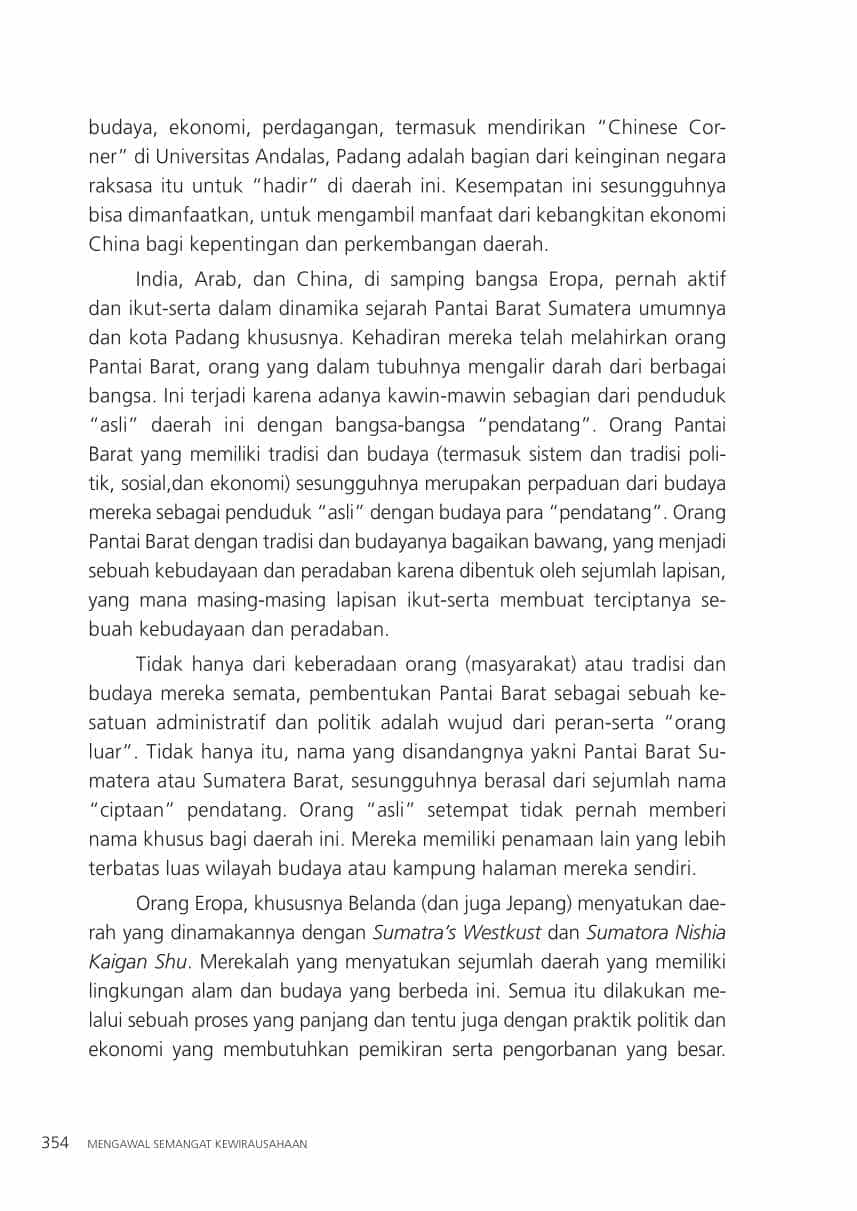 budaya, ekonomi, perdagangan, termasuk mendirikan “Chinese Cor-
ner” di Universitas Andalas, Padang adalah bagian dari keinginan negara
raksasa itu untuk “hadir” di daerah ini. Kesempatan ini sesungguhnya
bisa dimanfaatkan, untuk mengambil manfaat dari kebangkitan ekonomi
China bagi kepentingan dan perkembangan daerah.
India, Arab, dan China, di samping bangsa Eropa, pernah aktif
dan ikut-serta dalam dinamika sejarah Pantai Barat Sumatera umumnya
dan kota Padang khususnya. Kehadiran mereka telah melahirkan orang
Pantai Barat, orang yang dalam tubuhnya mengalir darah dari berbagai
bangsa. Ini terjadi karena adanya kawin-mawin sebagian dari penduduk
“asli” daerah ini dengan bangsa-bangsa “pendatang”. Orang Pantai
Barat yang memiliki tradisi dan budaya (termasuk sistem dan tradisi poli-
tik, sosial,dan ekonomi) sesungguhnya merupakan perpaduan dari budaya
mereka sebagai penduduk “asli” dengan budaya para “pendatang”. Orang
Pantai Barat dengan tradisi dan budayanya bagaikan bawang, yang menjadi
sebuah kebudayaan dan peradaban karena dibentuk oleh sejumlah lapisan,
yang mana masing-masing lapisan ikut-serta membuat terciptanya se-
buah kebudayaan dan peradaban.
Tidak hanya dari keberadaan orang (masyarakat) atau tradisi dan
budaya mereka semata, pembentukan Pantai Barat sebagai sebuah ke-
satuan administratif dan politik adalah wujud dari peran-serta “orang
luar”. Tidak hanya itu, nama yang disandangnya yakni Pantai Barat Su-
matera atau Sumatera Barat, sesungguhnya berasal dari sejumlah nama
“ciptaan” pendatang. Orang “asli” setempat tidak pernah memberi
nama khusus bagi daerah ini. Mereka memiliki penamaan lain yang lebih
terbatas luas wilayah budaya atau kampung halaman mereka sendiri.
Orang Eropa, khususnya Belanda (dan juga Jepang) menyatukan dae-
rah yang dinamakannya dengan Sumatra’s Westkust dan Sumatora Nishia
Kaigan Shu. Merekalah yang menyatukan sejumlah daerah yang memiliki
lingkungan alam dan budaya yang berbeda ini. Semua itu dilakukan me-
lalui sebuah proses yang panjang dan tentu juga dengan praktik politik dan
ekonomi yang membutuhkan pemikiran serta pengorbanan yang besar.
354 MENGAWAL SEMANGAT KEWIRAUSAHAAN